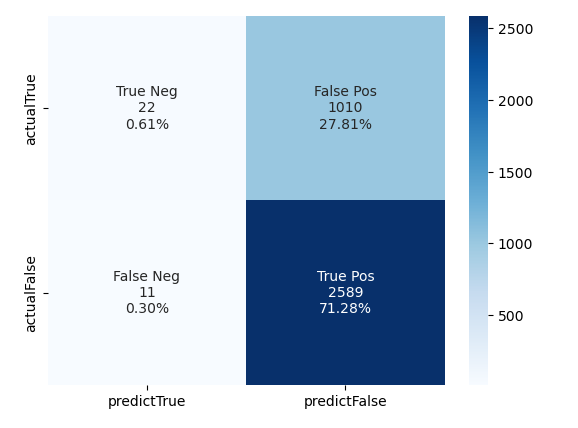 actualTrue
True Neg
22
0.61%
False Pos
1010
27.81%
actualFalse
False Neg
11
0.30%
True Pos
2589
71.28%
predictTrue
predictFalse
2500
2000
1500
1000
500